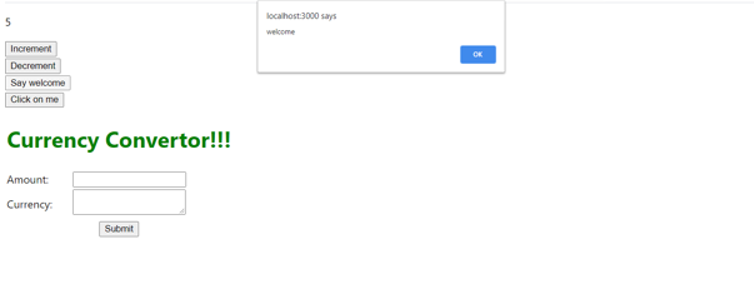 localhost:3000 says
welcome
OK
5
Increment
Decrement
Say welcome
Click on me
Currency Convertor!!!
Amount:
Currency:
Submit